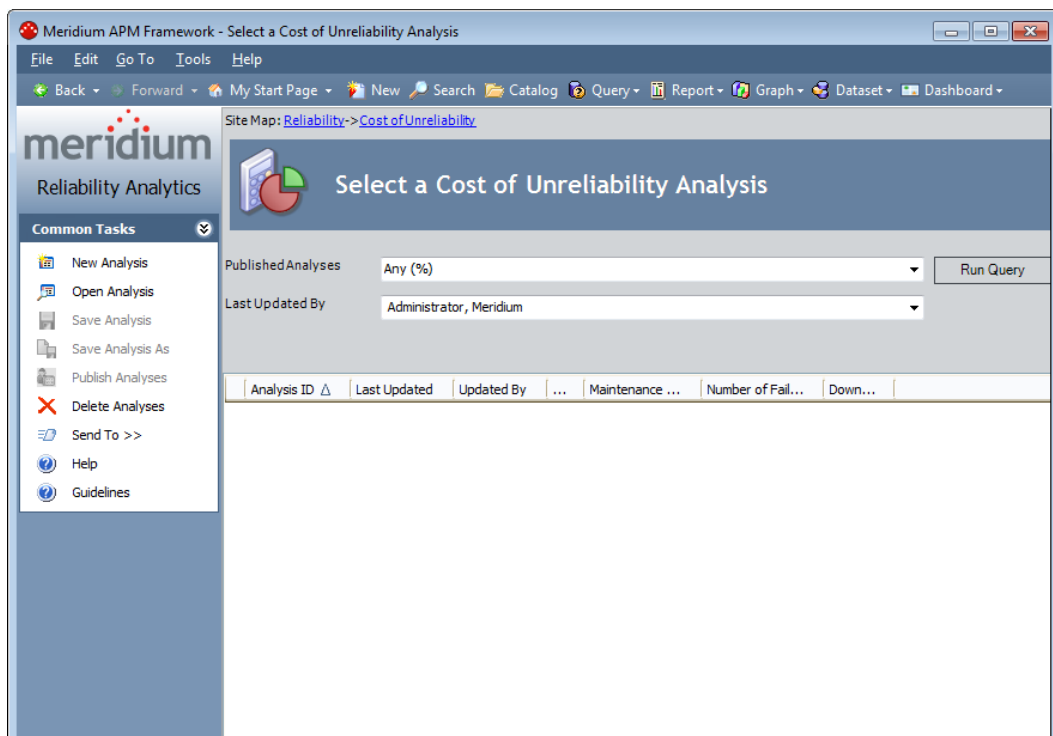 Meridium APM Framework - Select a Cost of Unreliability Analysis
File Edit Go To Tools Help
Back Forward My Start Page New Search Catalog Query Report Graph Dataset Dashboard
meridium
Reliability Analytics
Common Tasks
New Analysis
Open Analysis
Save Analysis
Save Analysis As
Publish Analyses
Delete Analyses
Send To >>
Help
Guidelines
Site Map: Reliability->Cost of Unreliability
Select a Cost of Unreliability Analysis
Published Analyses Any (%) Run Query
Last Updated By Administrator, Meridium
Analysis ID Last Updated Updated By ... Maintenance ... Number of Fail... Down...